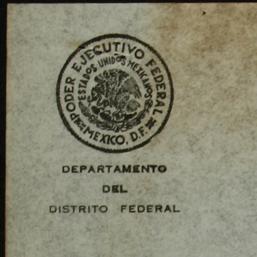 PODER EJECUTIVO FEDERAL
ESTADOS UNIDOS MEXICANOS
MEXICO, D.F.
DEPARTAMENTO
DEL
DISTRITO FEDERAL